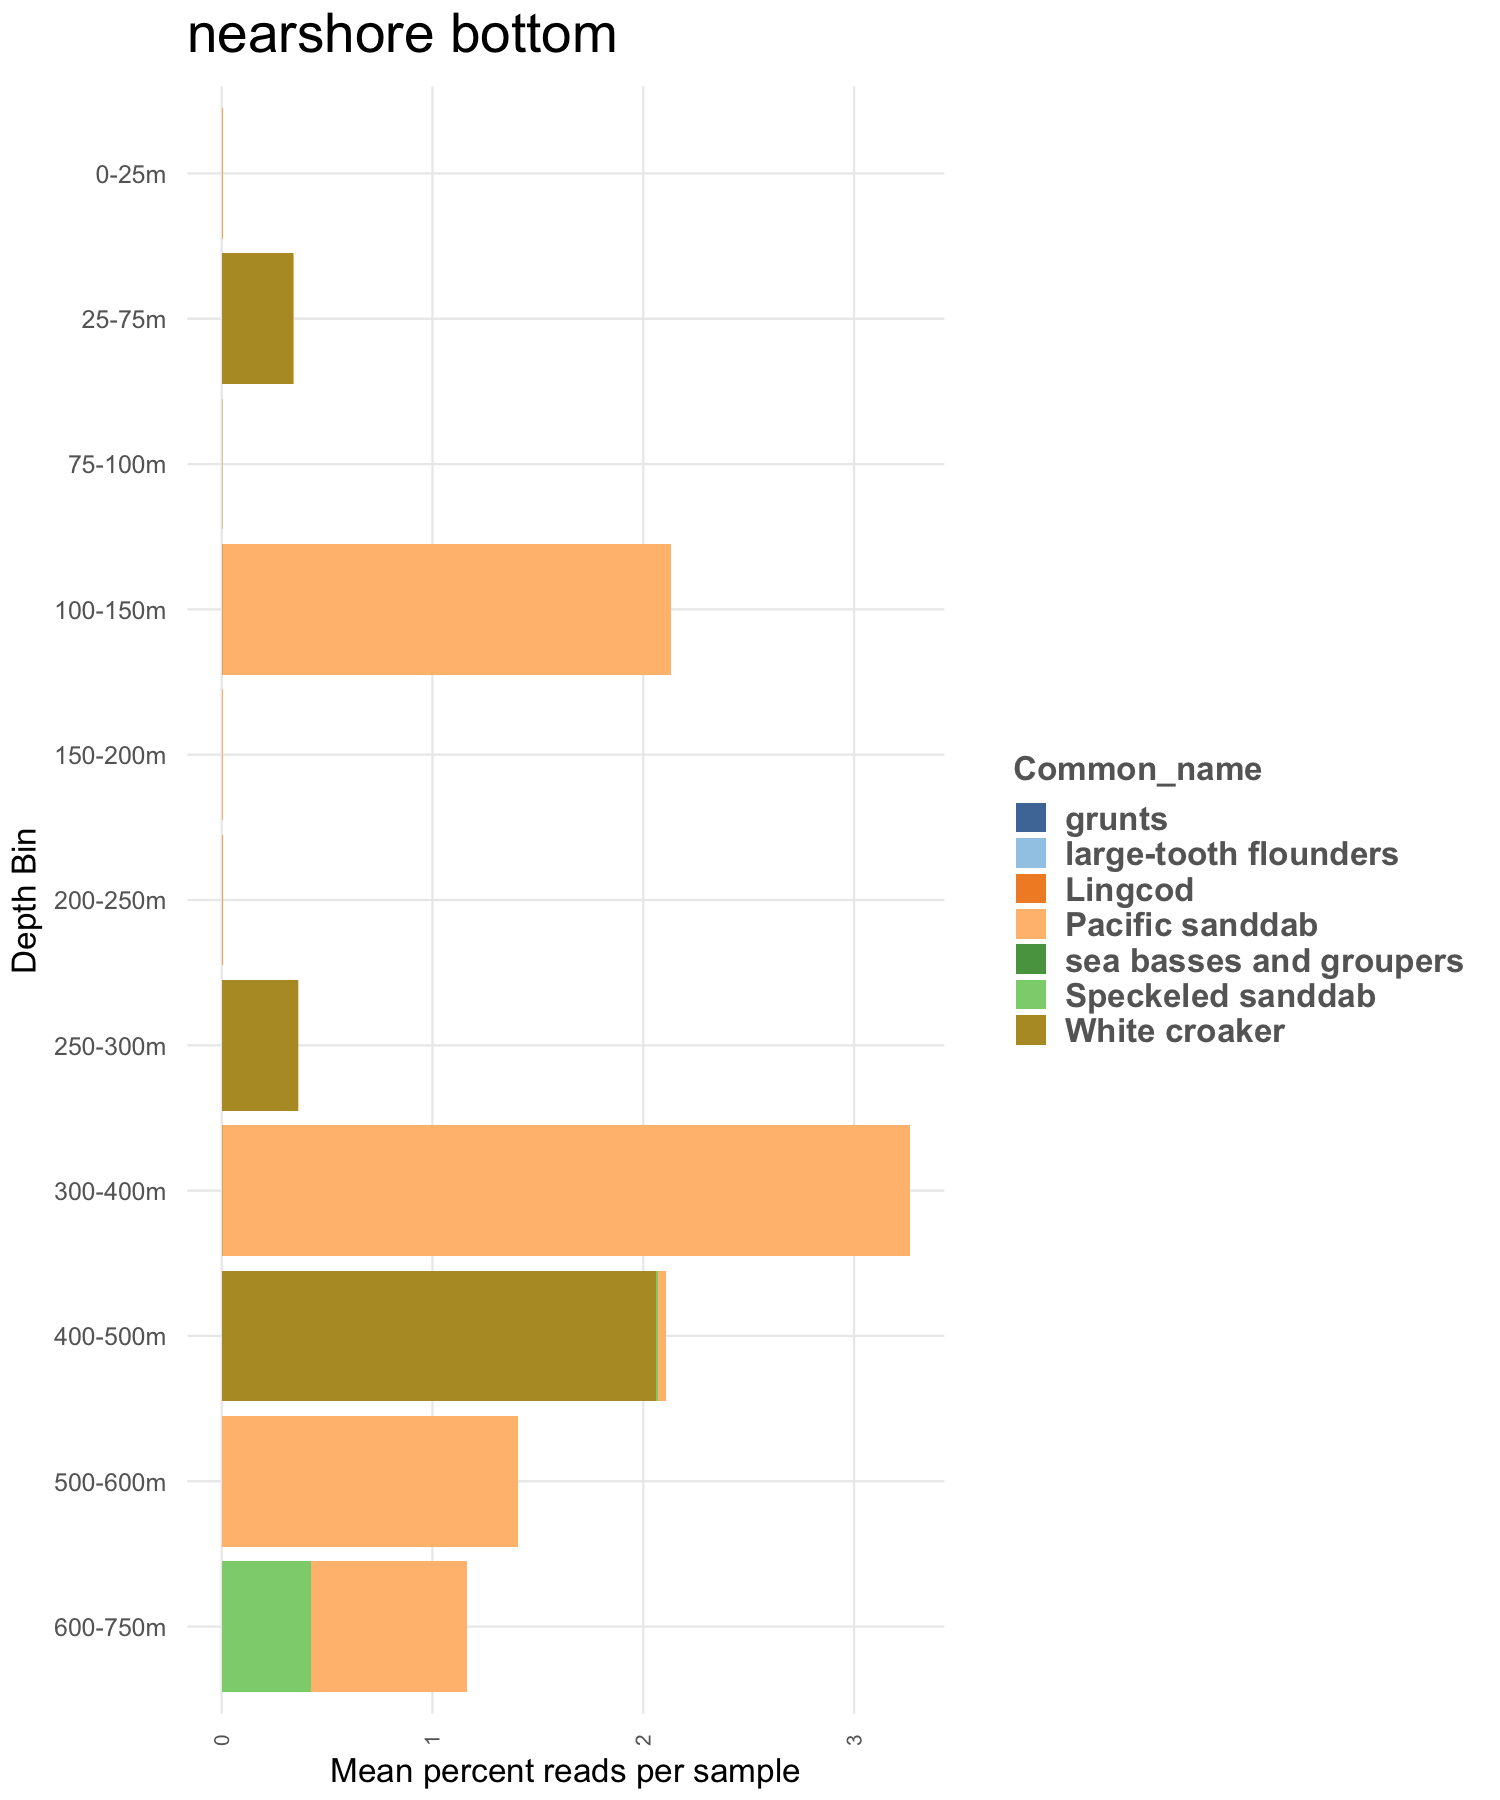 nearshore bottom
0-25m
25-75m
75-100m
100-150m
150-200m
200-250m
250-300m
300-400m
400-500m
500-600m
600-750m
Depth Bin
0 1 2 3
Mean percent reads per sample
Common_name
grunts
large-tooth flounders
Lingcod
Pacific sanddab
sea basses and groupers
Speckeled sanddab
White croaker